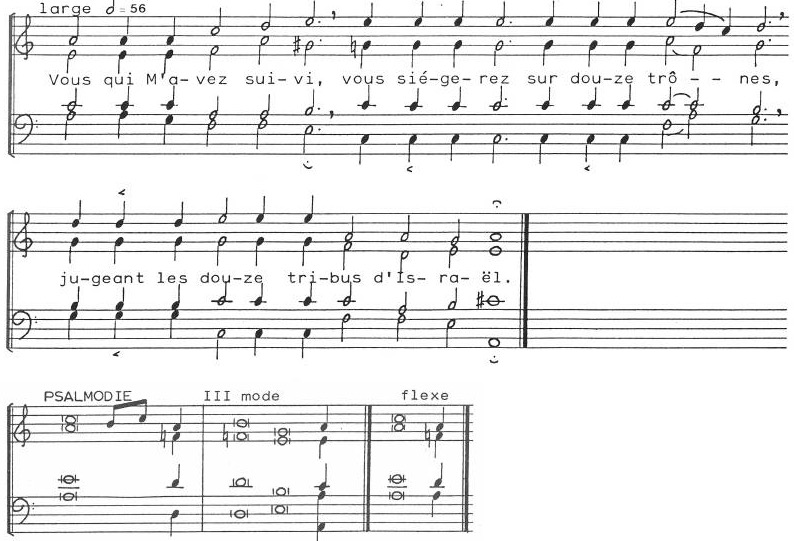 large 𝅗𝅥 = 56
Vous qui M'a-vez sui-vi, vous sié-ge-rez sur dou-ze trô - - nes,
ju-geant les dou-ze tri-bus d'Is- ra- ël.
PSALMODIE III mode flexe